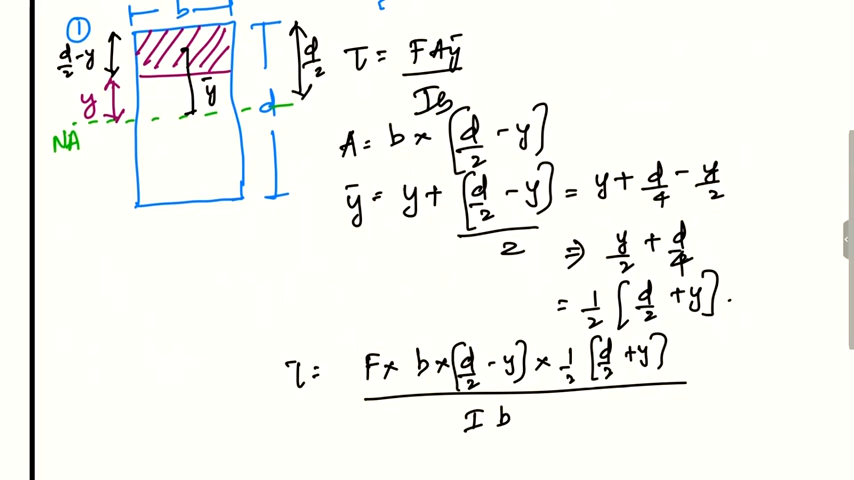 ①
b
d/2 - y
y
NA
ȳ
d
d/2
τ = FAȳ / Ib
A = b × [d/2 - y]
ȳ = y + [d/2 - y] / 2 = y + d/4 - y/2
⇒ y/2 + d/4
= 1/2 [d/2 + y].
τ = F × b × [d/2 - y] × 1/2 [d/2 + y] / I b